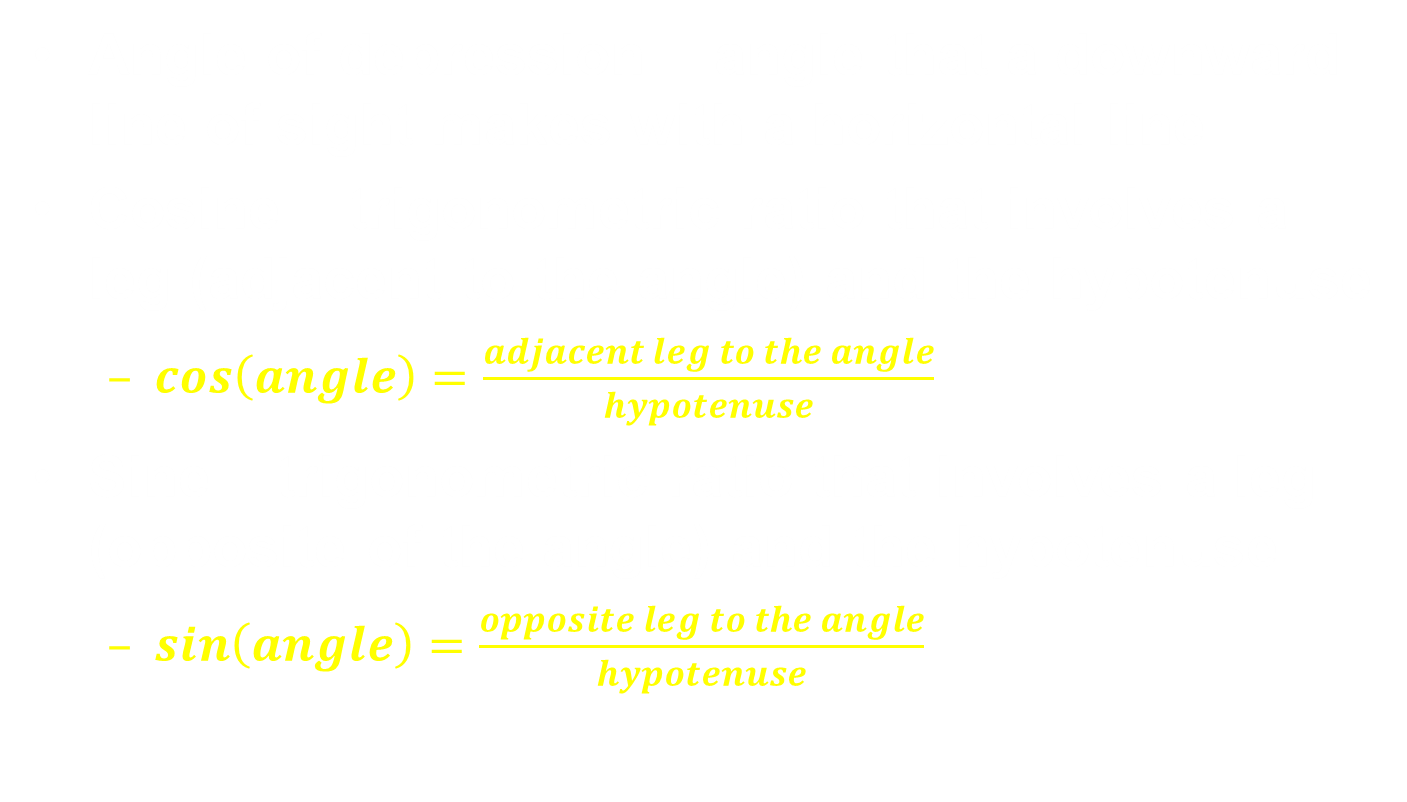 – cos(angle) = adjacent leg to the angle / hypotenuse
– sin(angle) = opposite leg to the angle / hypotenuse